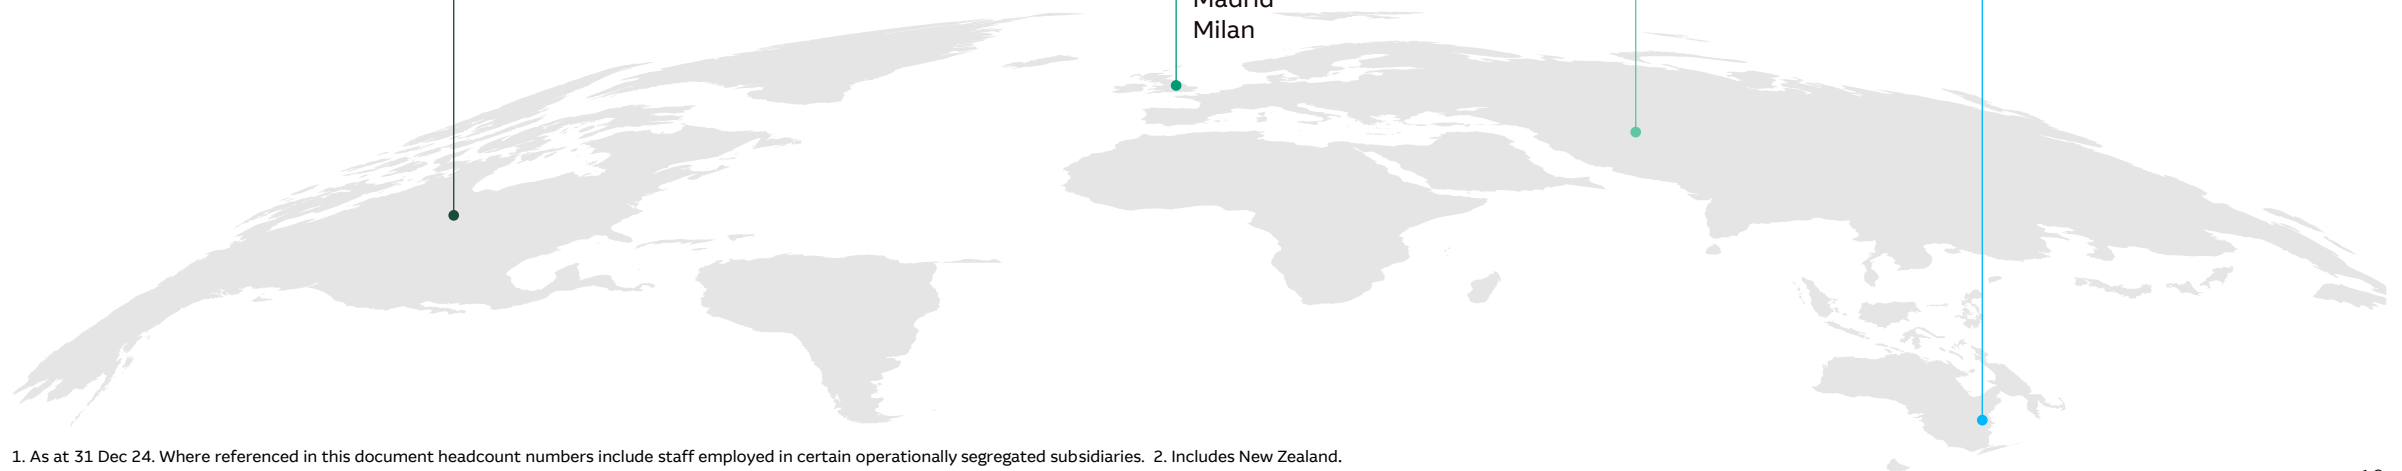 Madrid
Milan
1. As at 31 Dec 24. Where referenced in this document headcount numbers include staff employed in certain operationally segregated subsidiaries. 2. Includes New Zealand.